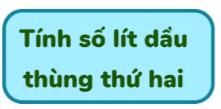 Tính số lít dầu
thùng thứ hai